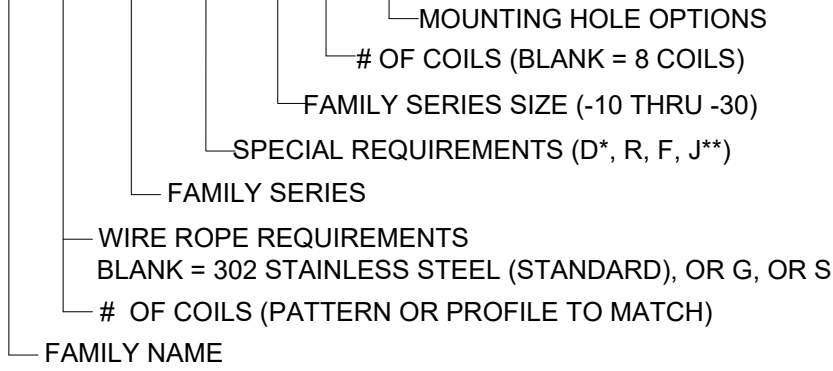 MOUNTING HOLE OPTIONS
# OF COILS (BLANK = 8 COILS)
FAMILY SERIES SIZE (-10 THRU -30)
SPECIAL REQUIREMENTS (D*, R, F, J**)
FAMILY SERIES
WIRE ROPE REQUIREMENTS
BLANK = 302 STAINLESS STEEL (STANDARD), OR G, OR S
# OF COILS (PATTERN OR PROFILE TO MATCH)
FAMILY NAME